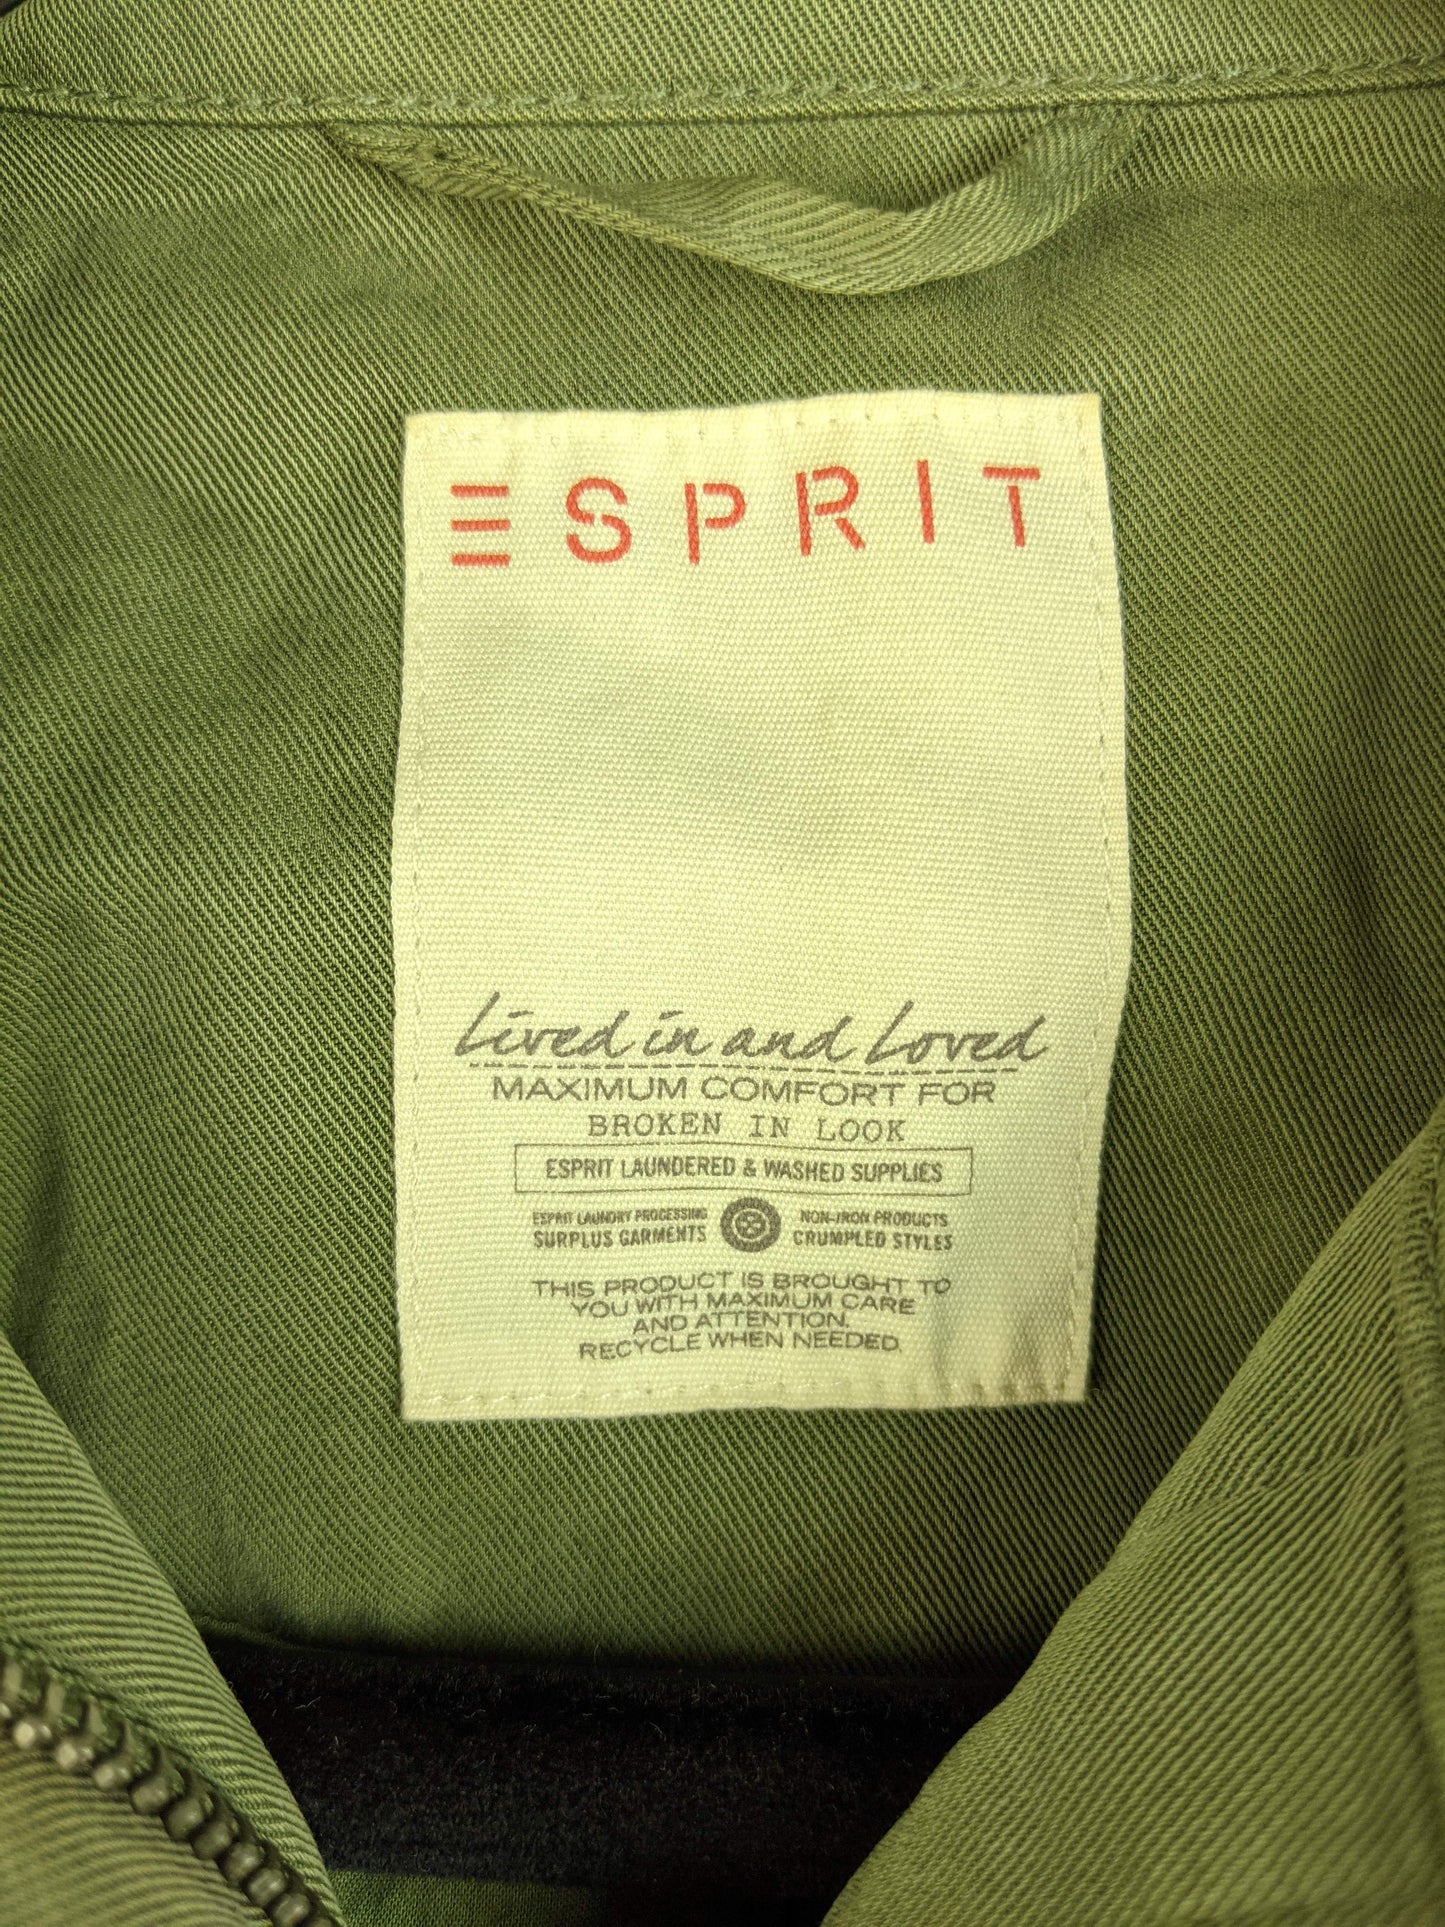 ESPRIT
Lived in and Loved
MAXIMUM COMFORT FOR
BROKEN IN LOOK
ESPRIT LAUNDERED & WASHED SUPPLIES
ESPRIT LAUNDRY PROCESSING
SURPLUS GARMENTS
NON-IRON PRODUCTS
CRUMPLED STYLES
THIS PRODUCT IS BROUGHT TO
YOU WITH MAXIMUM CARE
AND ATTENTION.
RECYCLE WHEN NEEDED.